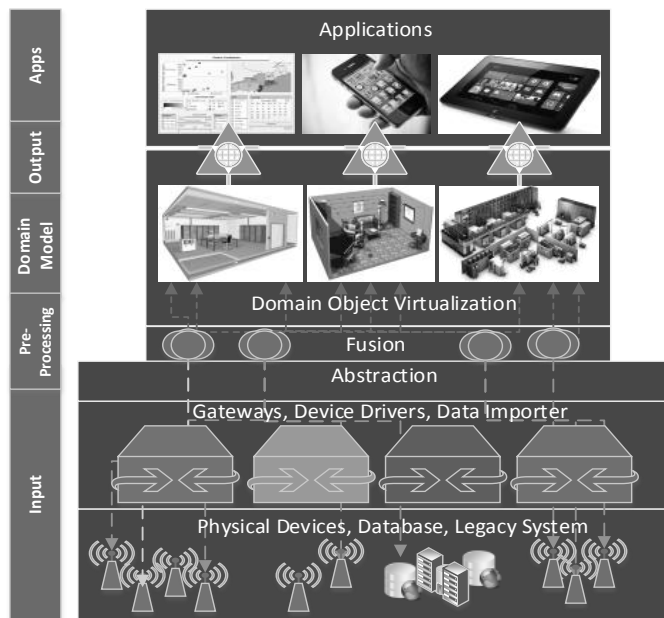 Apps
Applications
Output
Domain
Model
Domain Object Virtualization
Pre-
Processing
Fusion
Abstraction
Input
Gateways, Device Drivers, Data Importer
Physical Devices, Database, Legacy System